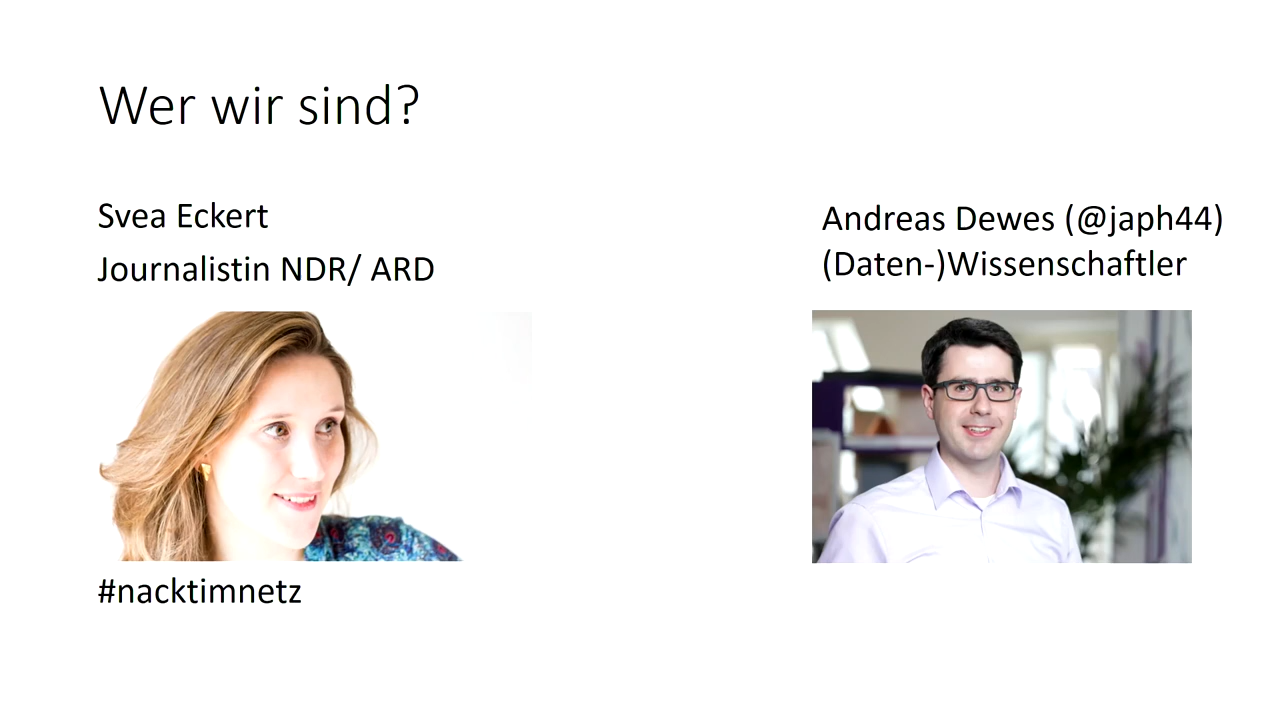 Wer wir sind?
Svea Eckert
Journalistin NDR/ ARD
Andreas Dewes (@japh44)
(Daten-)Wissenschaftler
#nacktimnetz